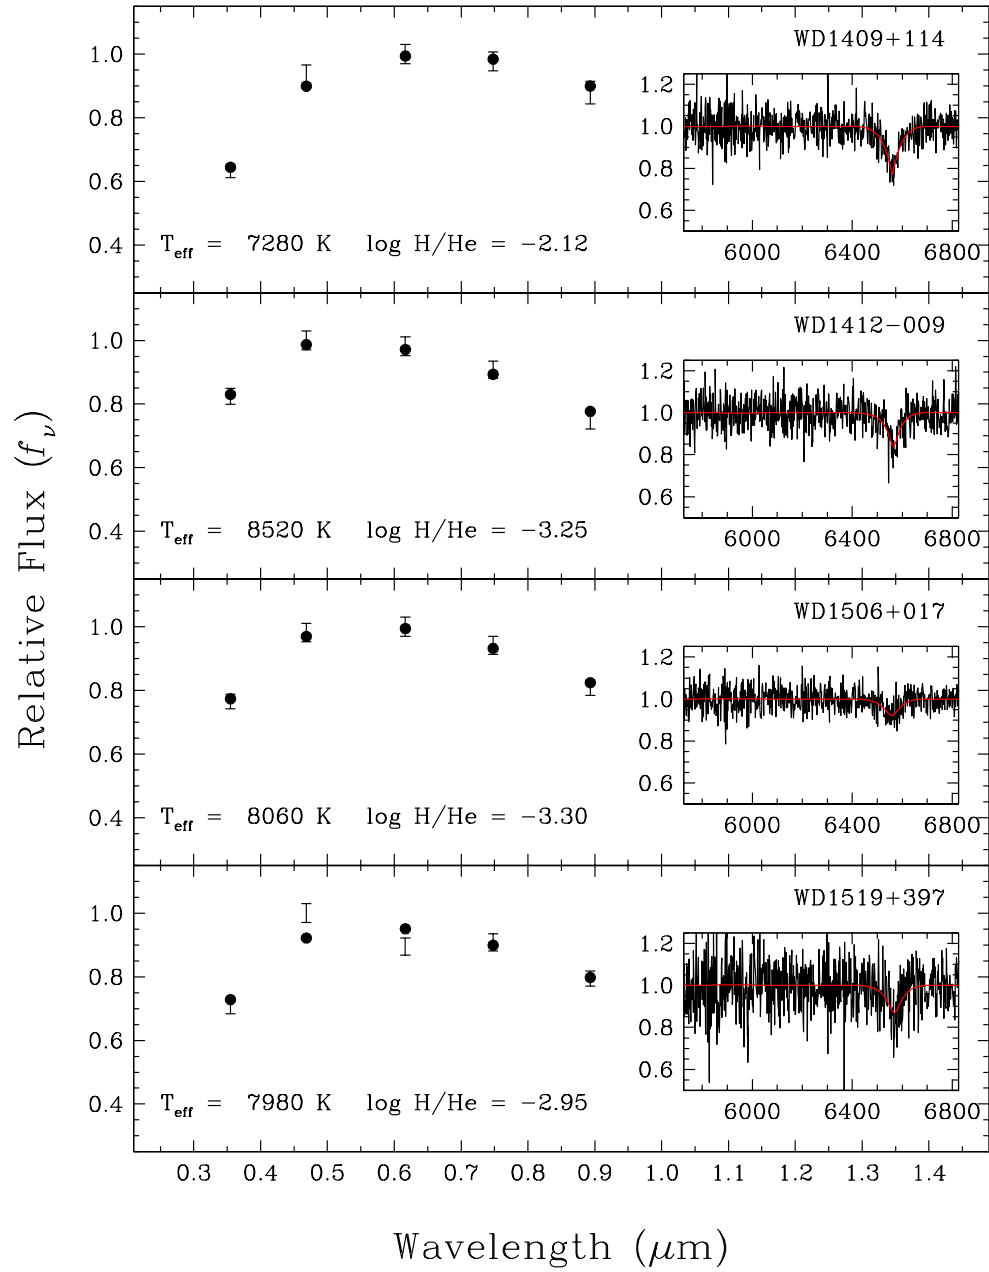 WD1409+114
1.0
0.8
0.6
0.4
1.2
1.0
0.8
0.6
6000 6400 6800
T_eff = 7280 K log H/He = −2.12
WD1412−009
1.0
0.8
0.6
0.4
1.2
1.0
0.8
0.6
6000 6400 6800
T_eff = 8520 K log H/He = −3.25
WD1506+017
1.0
0.8
0.6
0.4
1.2
1.0
0.8
0.6
6000 6400 6800
T_eff = 8060 K log H/He = −3.30
WD1519+397
1.0
0.8
0.6
0.4
1.2
1.0
0.8
0.6
6000 6400 6800
T_eff = 7980 K log H/He = −2.95
0.3 0.4 0.5 0.6 0.7 0.8 0.9 1.0 1.1 1.2 1.3 1.4
Relative Flux (f_ν)
Wavelength (μm)